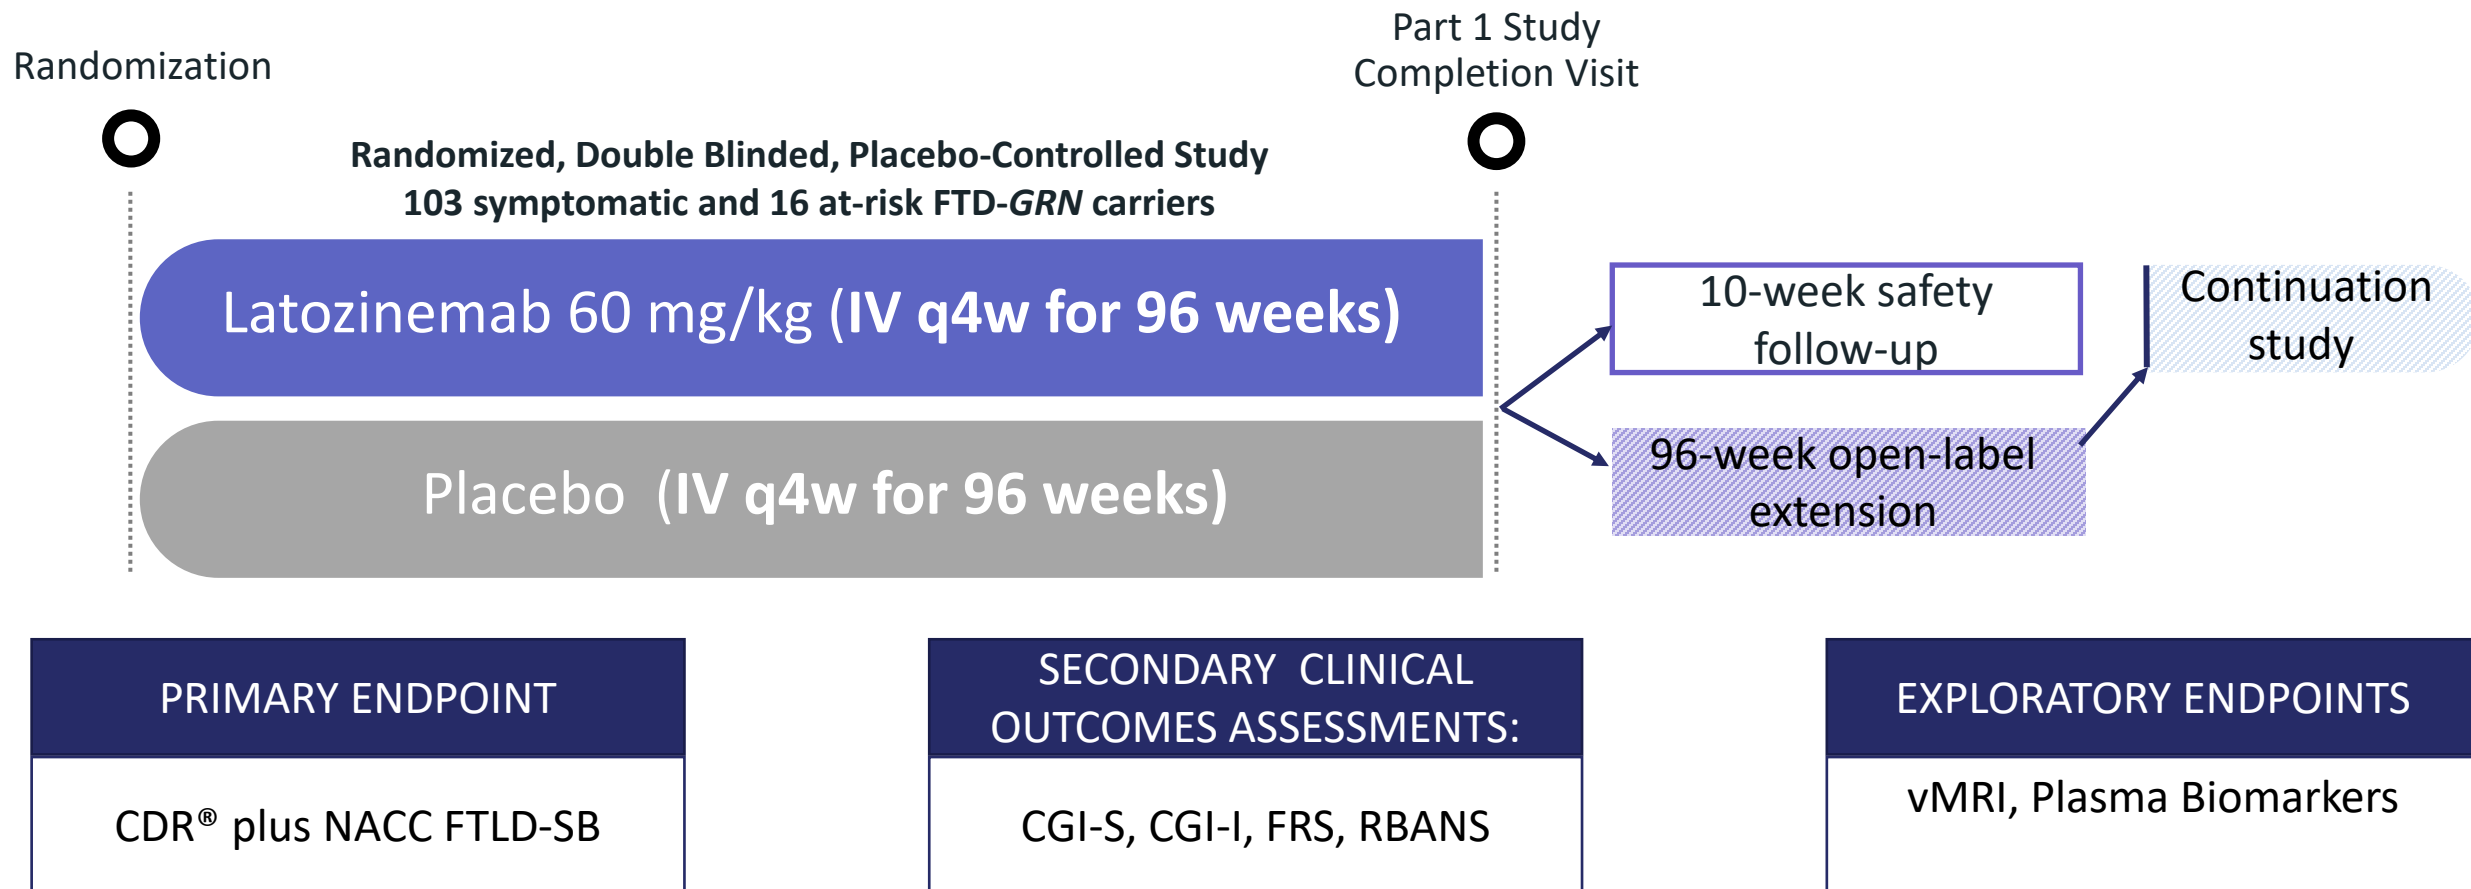 Randomization
Part 1 Study
Completion Visit
Randomized, Double Blinded, Placebo-Controlled Study
103 symptomatic and 16 at-risk FTD-GRN carriers
Latozinemab 60 mg/kg (IV q4w for 96 weeks)
Placebo (IV q4w for 96 weeks)
10-week safety
follow-up
96-week open-label
extension
Continuation
study
PRIMARY ENDPOINT
CDR® plus NACC FTLD-SB
SECONDARY CLINICAL
OUTCOMES ASSESSMENTS:
CGI-S, CGI-I, FRS, RBANS
EXPLORATORY ENDPOINTS
vMRI, Plasma Biomarkers